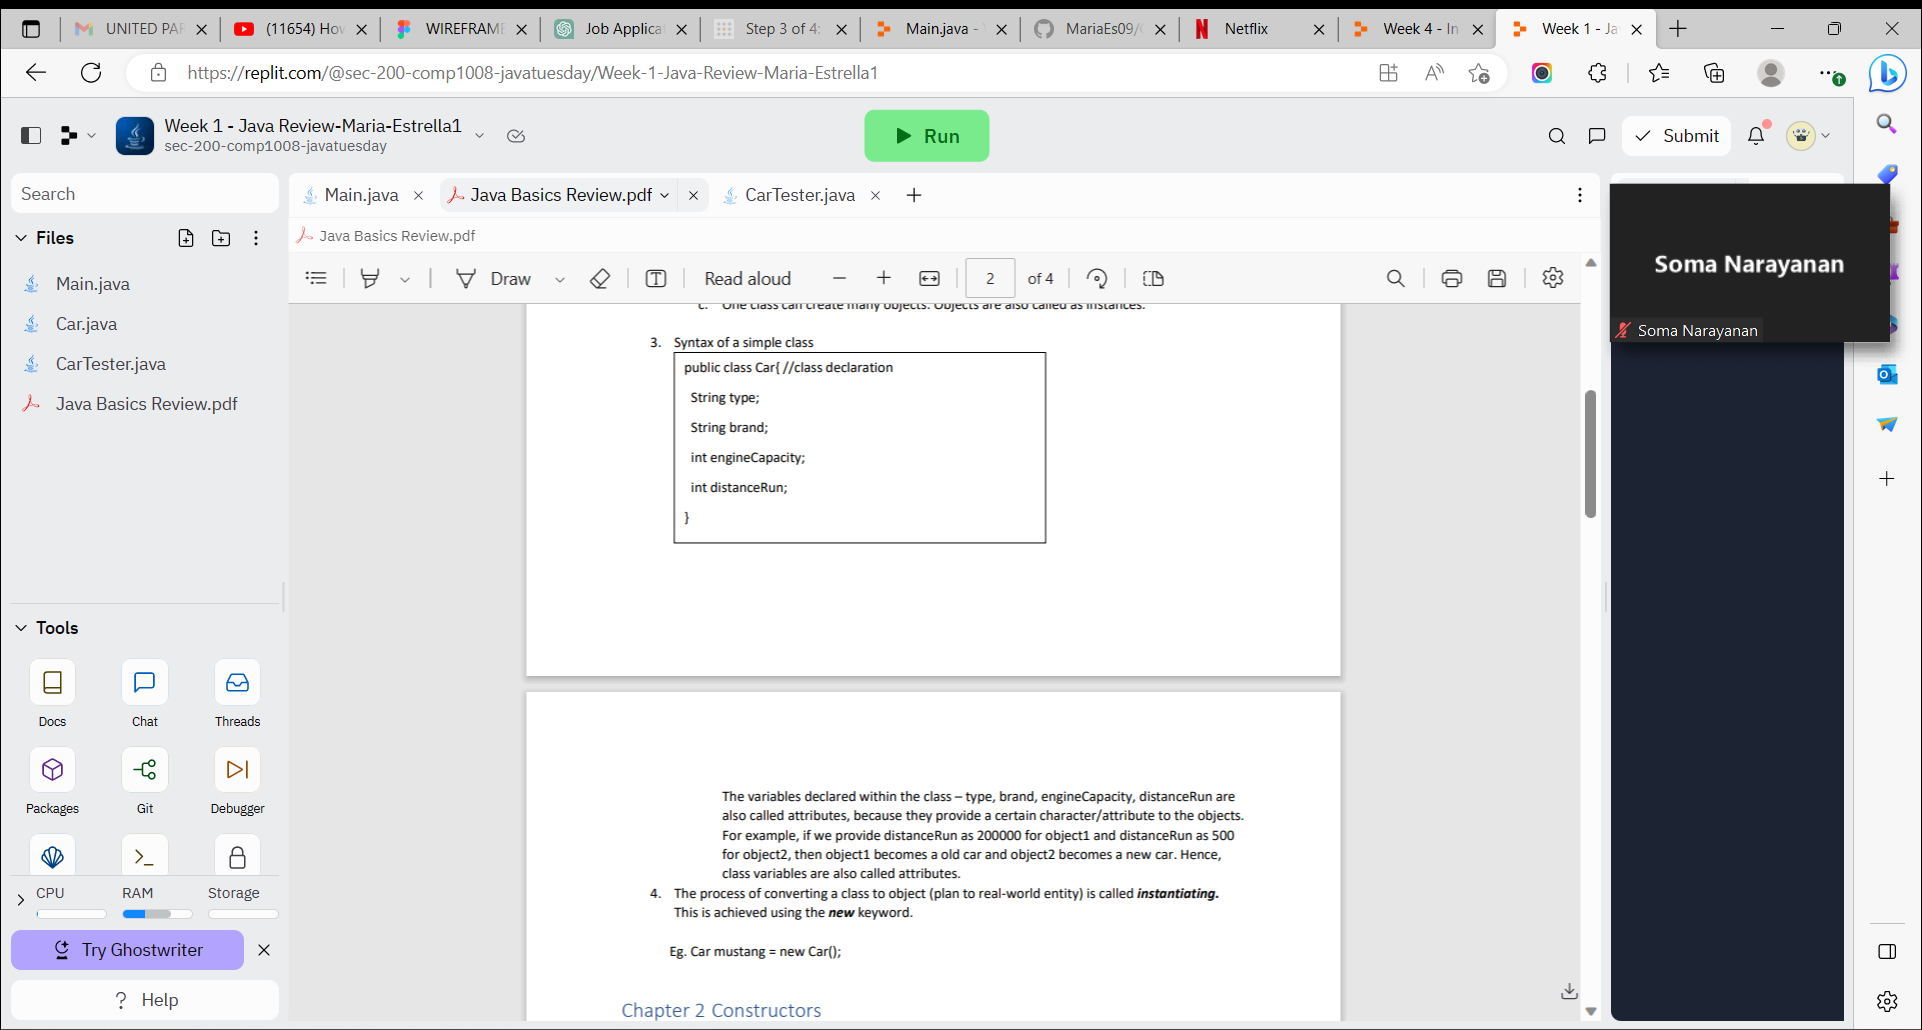 UNITED PAR
(11654) Hov
WIREFRAME
Job Applicat
Step 3 of 4:
Main.java -
MariaEs09/
Netflix
Week 4 - In
Week 1 - Ja
https://replit.com/@sec-200-comp1008-javatuesday/Week-1-Java-Review-Maria-Estrella1
Week 1 - Java Review-Maria-Estrella1
sec-200-comp1008-javatuesday
Run
Submit
Search
Main.java
Java Basics Review.pdf
CarTester.java
Files
Java Basics Review.pdf
Main.java
Car.java
CarTester.java
Java Basics Review.pdf
Draw
Read aloud
2
of 4
c. One class can create many objects. Objects are also called as instances.
3. Syntax of a simple class
public class Car{ //class declaration
String type;
String brand;
int engineCapacity;
int distanceRun;
}
The variables declared within the class – type, brand, engineCapacity, distanceRun are
also called attributes, because they provide a certain character/attribute to the objects.
For example, if we provide distanceRun as 200000 for object1 and distanceRun as 500
for object2, then object1 becomes a old car and object2 becomes a new car. Hence,
class variables are also called attributes.
4. The process of converting a class to object (plan to real-world entity) is called instantiating.
This is achieved using the new keyword.
Eg. Car mustang = new Car();
Chapter 2 Constructors
Soma Narayanan
Soma Narayanan
Tools
Docs
Chat
Threads
Packages
Git
Debugger
CPU
RAM
Storage
Try Ghostwriter
? Help